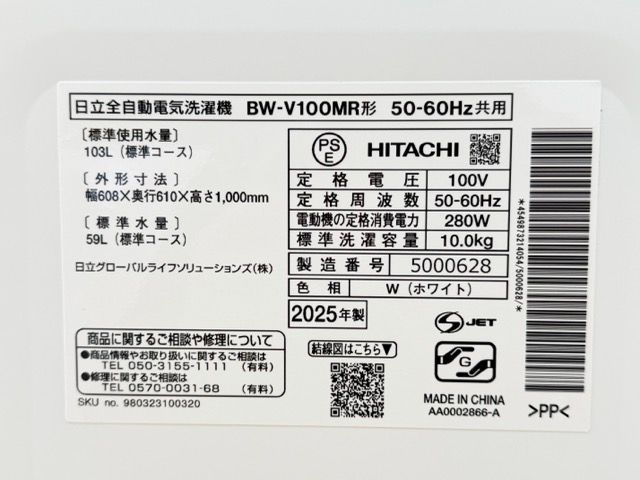 日立全自動電気洗濯機 BW-V100MR形 50-60Hz共用
〔標準使用水量〕
103L（標準コース）
〔外形寸法〕
幅608×奥行610×高さ1,000mm
〔標準水量〕
59L（標準コース）
日立グローバルライフソリューションズ(株)
PS
E
HITACHI
定格電圧 100V
定格周波数 50-60Hz
電動機の定格消費電力 280W
標準洗濯容量 10.0kg
製造番号 5000628
色相 W（ホワイト）
2025年製
S JET
結線図はこちら▼
G
MADE IN CHINA
AA0002866-A
商品に関するご相談や修理について
●商品情報やお取り扱いに関するご相談は
TEL 050-3155-1111 （有料）
●修理に関するご相談は
TEL 0570-0031-68 （有料）
SKU no. 980323100320
*4549873214054/5000628/*
>PP<